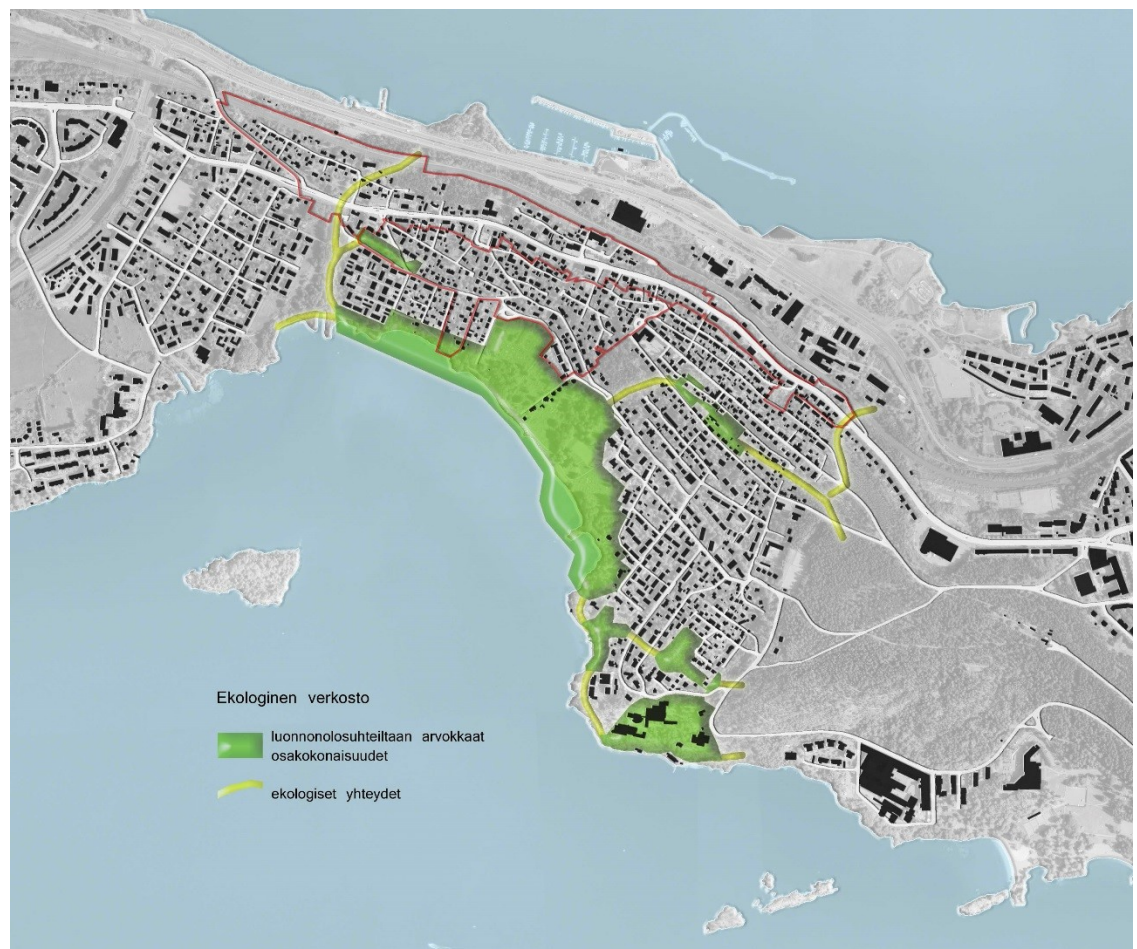 Ekologinen verkosto
luonnonolosuhteiltaan arvokkaat
osakokonaisuudet
ekologiset yhteydet